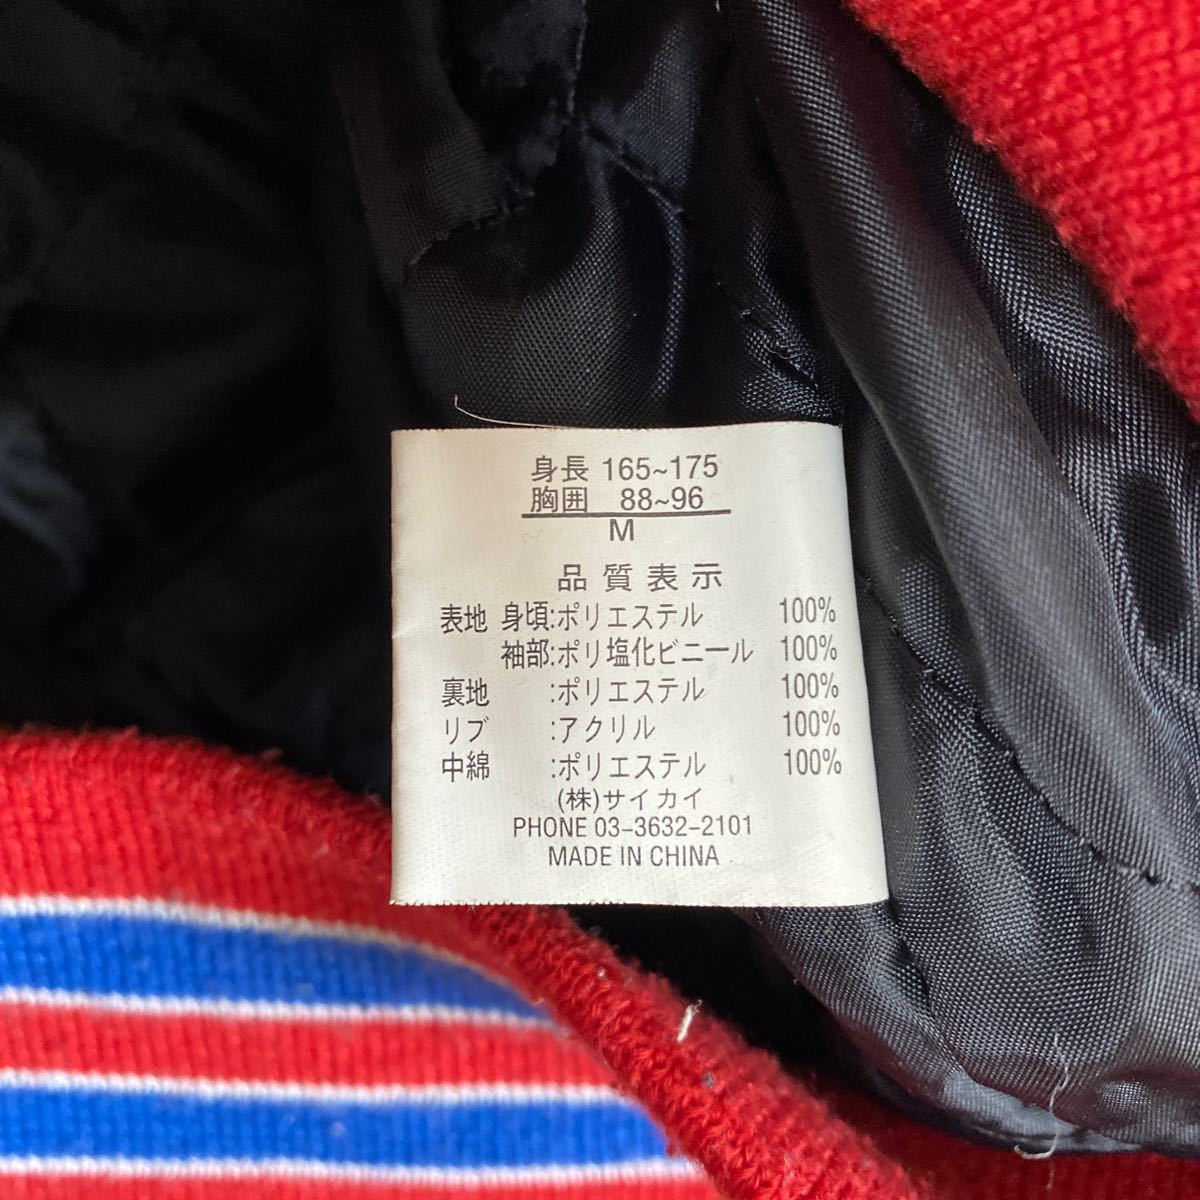 身長 165~175
胸囲 88~96
M
品質表示
表地 身頃:ポリエステル 100%
袖部:ポリ塩化ビニール 100%
裏地 :ポリエステル 100%
リブ :アクリル 100%
中綿 :ポリエステル 100%
(株)サイカイ
PHONE 03-3632-2101
MADE IN CHINA